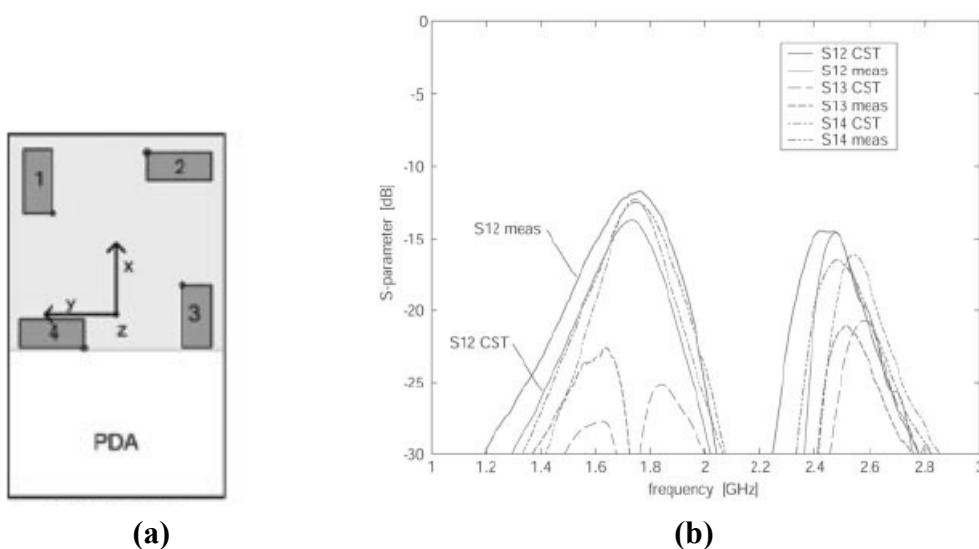 1
2
x
y
3
4
z
PDA
(a)
0
-5
-10
-15
-20
-25
-30
S-parameter [dB]
S12 CST
S12 meas
S13 CST
S13 meas
S14 CST
S14 meas
S12 meas
S12 CST
1
1.2
1.4
1.6
1.8
2
2.2
2.4
2.6
2.8
3
frequency [GHz]
(b)